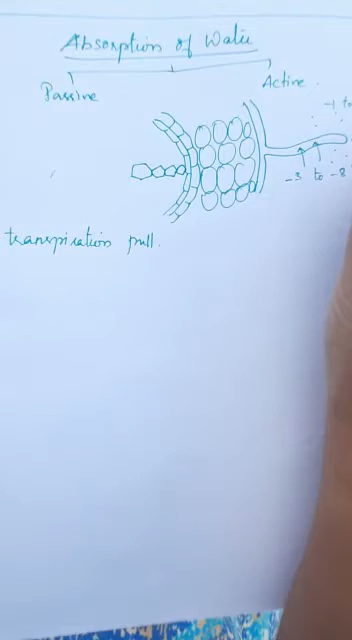 Absorption of Water
Passive
Active
-1 to
-3 to -8
transpiration pull.